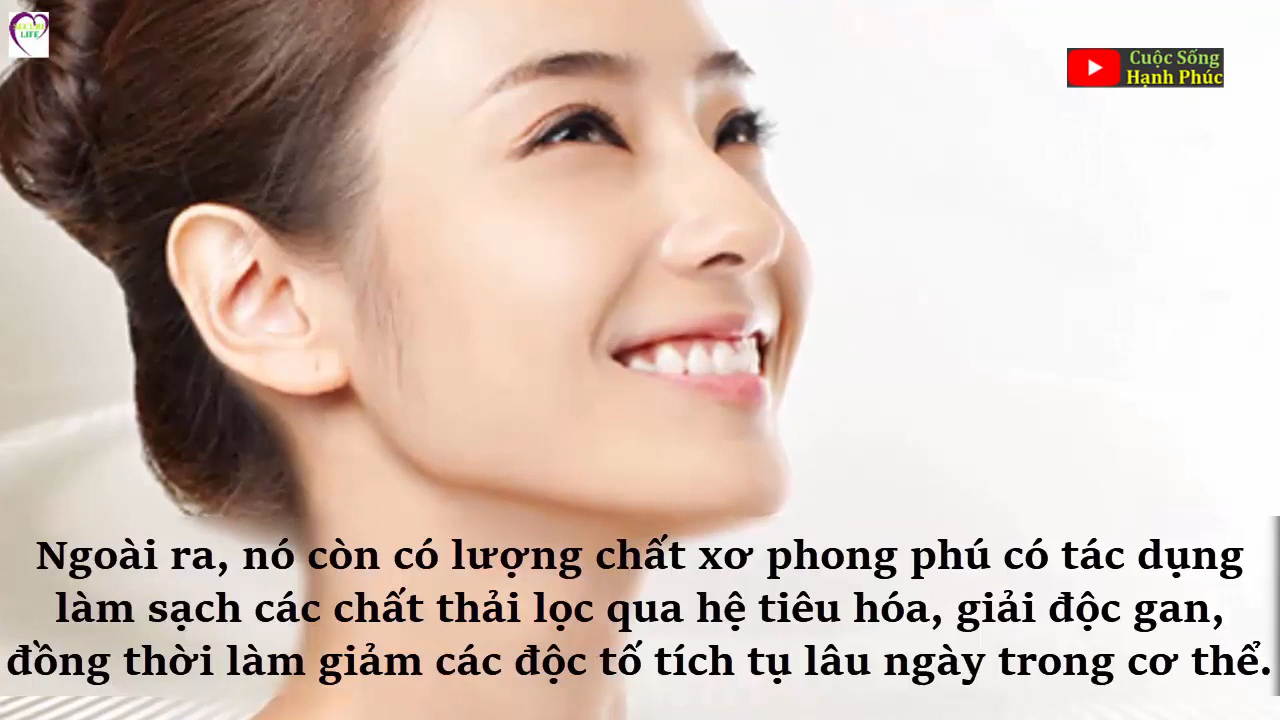 LIFE
Cuộc Sống
Hạnh Phúc
Ngoài ra, nó còn có lượng chất xơ phong phú có tác dụng
làm sạch các chất thải lọc qua hệ tiêu hóa, giải độc gan,
đồng thời làm giảm các độc tố tích tụ lâu ngày trong cơ thể.